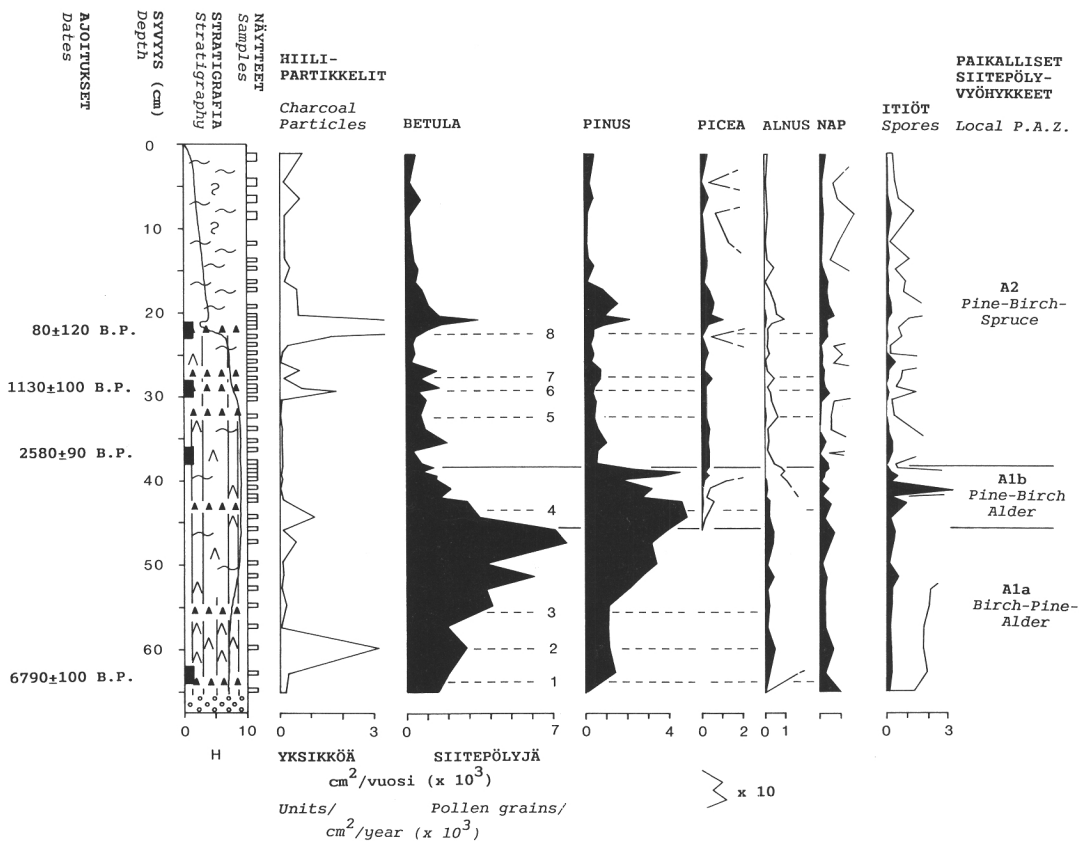 AJOITUKSET
Dates
SYVYYS (cm)
Depth
STRATIGRAFIA
Stratigraphy
NÄYTTEET
Samples
HIILI-
PARTIKKELIT
Charcoal
Particles
BETULA
PINUS
PICEA
ALNUS
NAP
ITIÖT
Spores
PAIKALLISET
SIITEPÖLY-
VYÖHYKKEET
Local P.A.Z.
0
10
20
30
40
50
60
80±120 B.P.
1130±100 B.P.
2580±90 B.P.
6790±100 B.P.
8
7
6
5
4
3
2
1
A2
Pine-Birch-
Spruce
A1b
Pine-Birch
Alder
A1a
Birch-Pine-
Alder
0 10
H
0 3
0 7
0 4
0 2
0 1
0 3
YKSIKKÖÄ SIITEPÖLYJÄ
cm2/vuosi (x 103)
Units/ Pollen grains/
cm2/year (x 103)
x 10